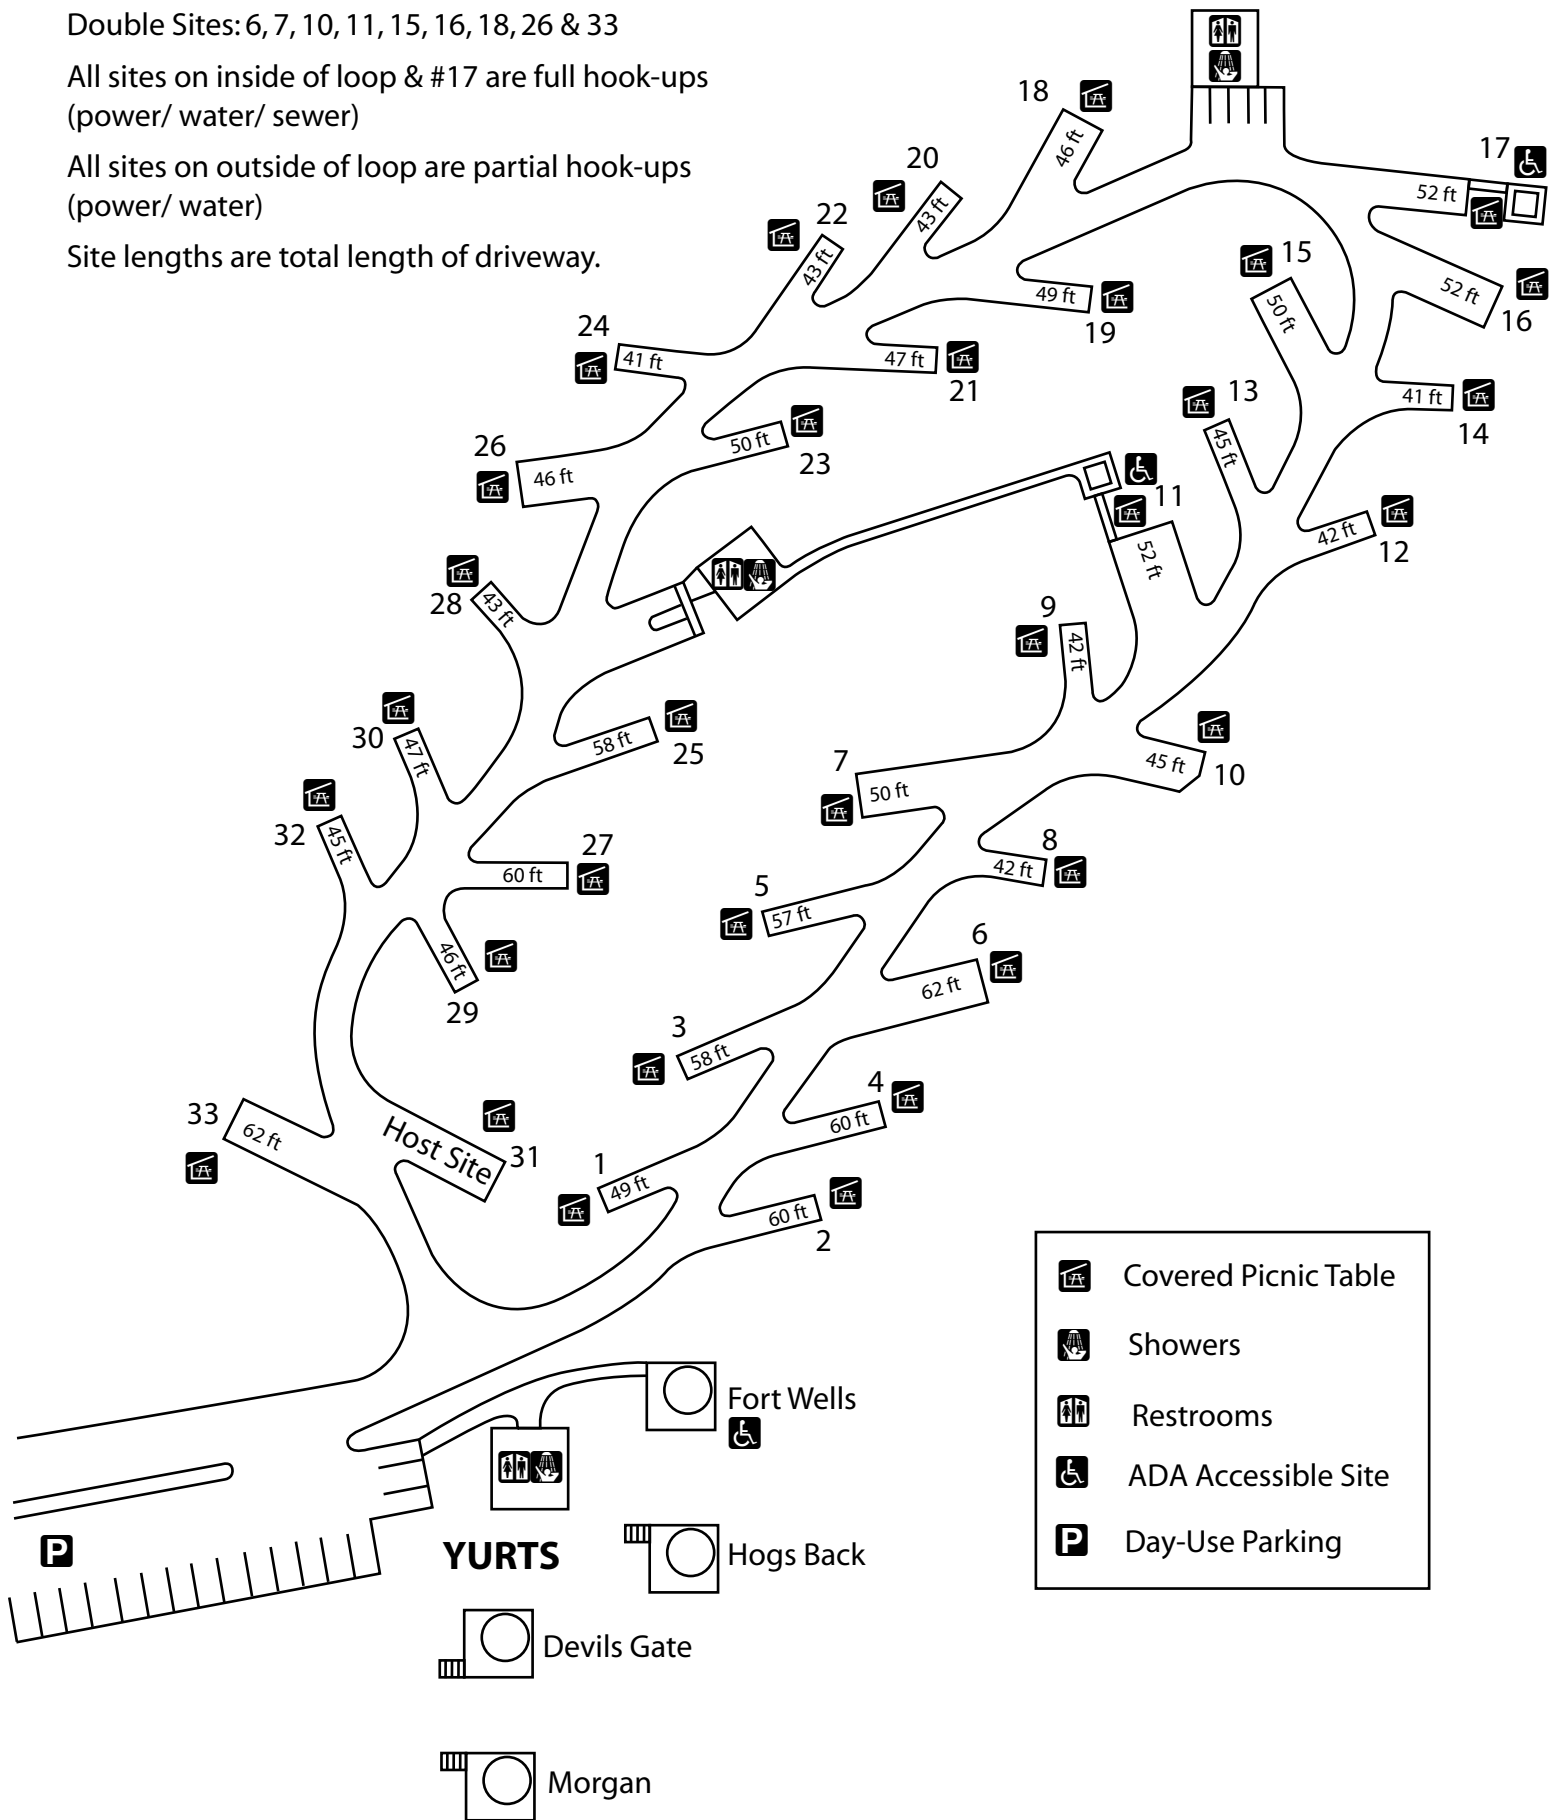 Double Sites: 6, 7, 10, 11, 15, 16, 18, 26 & 33
All sites on inside of loop & #17 are full hook-ups
(power/ water/ sewer)
All sites on outside of loop are partial hook-ups
(power/ water)
Site lengths are total length of driveway.
18
46 ft
17
52 ft
20
43 ft
22
43 ft
15
50 ft
52 ft
16
49 ft
19
24
41 ft
47 ft
21
13
45 ft
41 ft
14
26
46 ft
50 ft
23
11
52 ft
42 ft
12
28
43 ft
9
42 ft
30
47 ft
58 ft
25
7
50 ft
45 ft
10
32
45 ft
27
60 ft
8
42 ft
5
57 ft
46 ft
29
6
62 ft
3
58 ft
4
60 ft
33
62 ft
Host Site
31
1
49 ft
60 ft
2
Covered Picnic Table
Showers
Restrooms
ADA Accessible Site
P Day-Use Parking
Fort Wells
P
YURTS
Hogs Back
Devils Gate
Morgan